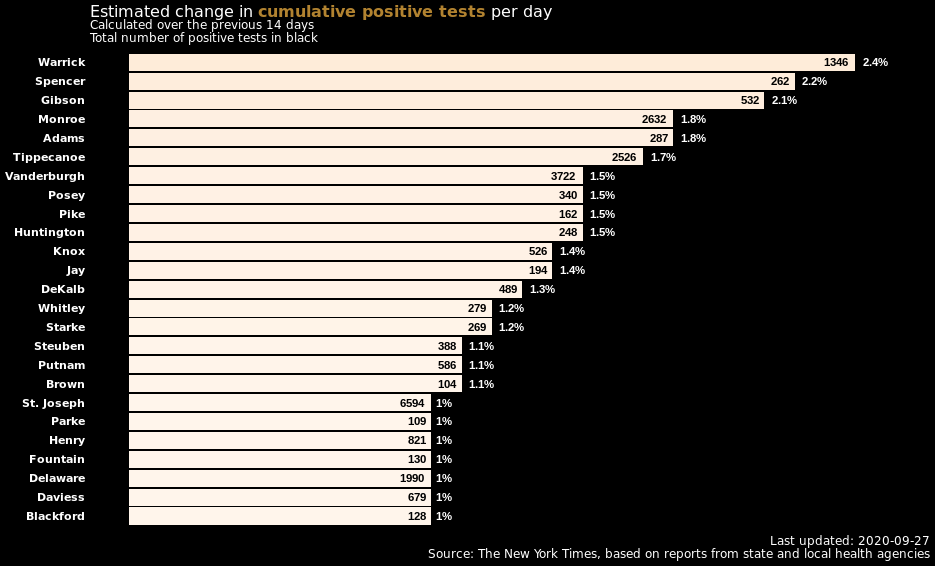 Estimated change in cumulative positive tests per day
Calculated over the previous 14 days
Total number of positive tests in black
Warrick 1346 2.4%
Spencer 262 2.2%
Gibson 532 2.1%
Monroe 2632 1.8%
Adams 287 1.8%
Tippecanoe 2526 1.7%
Vanderburgh 3722 1.5%
Posey 340 1.5%
Pike 162 1.5%
Huntington 248 1.5%
Knox 526 1.4%
Jay 194 1.4%
DeKalb 489 1.3%
Whitley 279 1.2%
Starke 269 1.2%
Steuben 388 1.1%
Putnam 586 1.1%
Brown 104 1.1%
St. Joseph 6594 1%
Parke 109 1%
Henry 821 1%
Fountain 130 1%
Delaware 1990 1%
Daviess 679 1%
Blackford 128 1%
Last updated: 2020-09-27
Source: The New York Times, based on reports from state and local health agencies